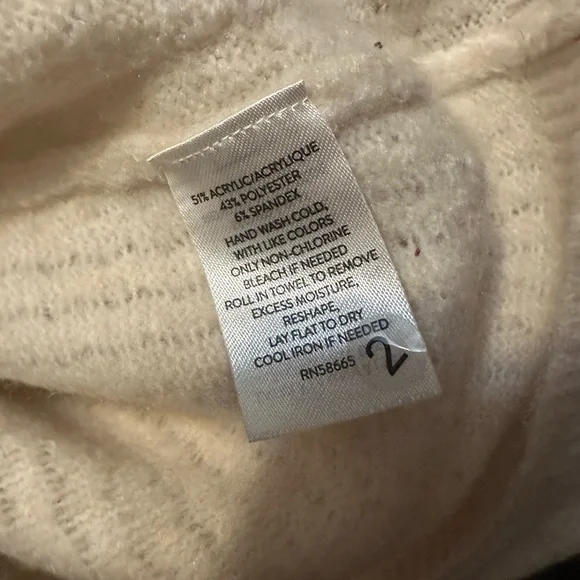 51% ACRYLIC/ACRYLIQUE
43% POLYESTER
6% SPANDEX
HAND WASH COLD,
WITH LIKE COLORS
ONLY NON-CHLORINE
BLEACH IF NEEDED
ROLL IN TOWEL TO REMOVE
EXCESS MOISTURE,
RESHAPE,
LAY FLAT TO DRY
COOL IRON IF NEEDED
RN58665
2